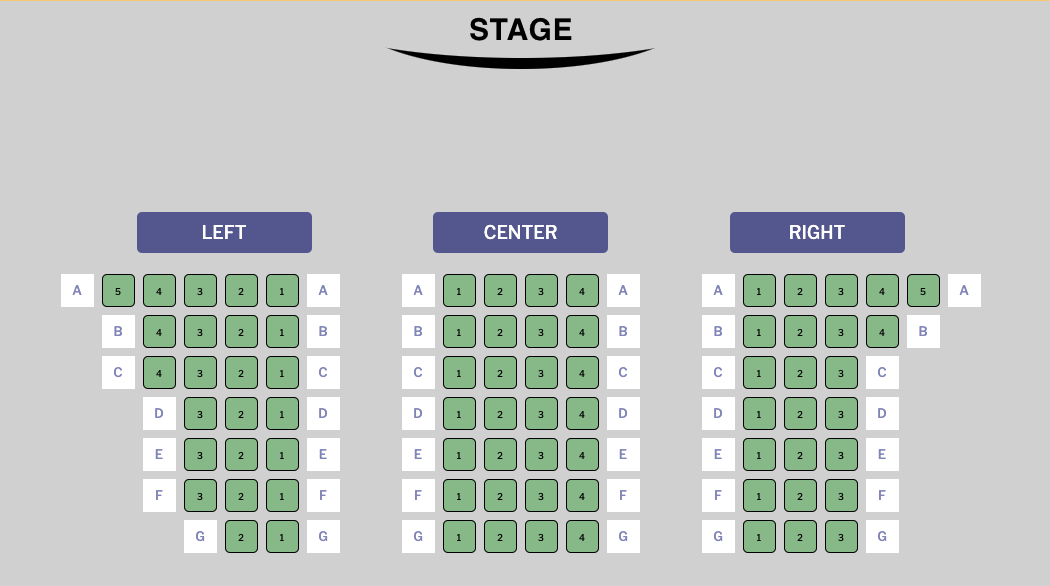 STAGE
LEFT CENTER RIGHT
A 5 4 3 2 1 A A 1 2 3 4 A A 1 2 3 4 5 A
B 4 3 2 1 B B 1 2 3 4 B B 1 2 3 4 B
C 4 3 2 1 C C 1 2 3 4 C C 1 2 3 C
D 3 2 1 D D 1 2 3 4 D D 1 2 3 D
E 3 2 1 E E 1 2 3 4 E E 1 2 3 E
F 3 2 1 F F 1 2 3 4 F F 1 2 3 F
G 2 1 G G 1 2 3 4 G G 1 2 3 G